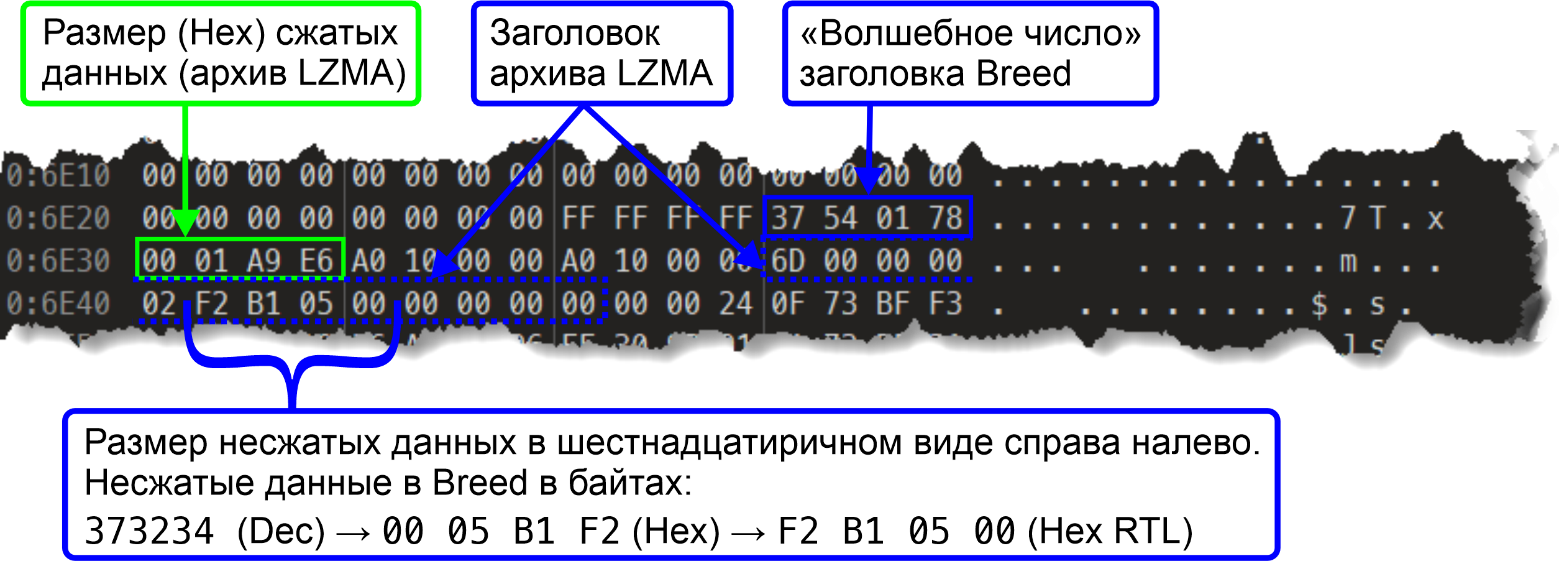 Размер (Hex) сжатых
данных (архив LZMA)
Заголовок
архива LZMA
«Волшебное число»
заголовка Breed
0:6E10 00 00 00 00 00 00 00 00 00 00 00 00 00 00 00 00 . . . . . . . . . . . . . . . .
0:6E20 00 00 00 00 00 00 00 00 FF FF FF FF 37 54 01 78 . . . . . . . . . . . . 7 T . x
0:6E30 00 01 A9 E6 A0 10 00 00 A0 10 00 00 6D 00 00 00 . . . . . . . . . . m . . .
0:6E40 02 F2 B1 05 00 00 00 00 00 00 00 24 0F 73 BF F3 . . . . . . . . . $ . s .
Размер несжатых данных в шестнадцатиричном виде справа налево.
Несжатые данные в Breed в байтах:
373234 (Dec) → 00 05 B1 F2 (Hex) → F2 B1 05 00 (Hex RTL)